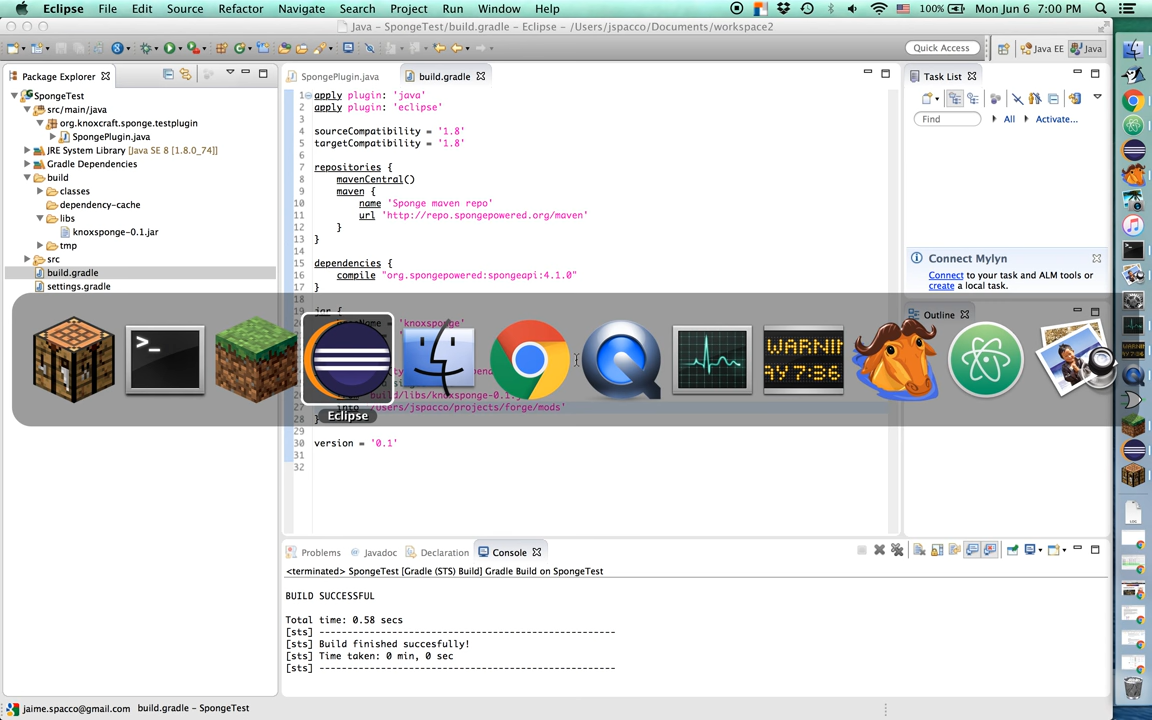 Eclipse File Edit Source Refactor Navigate Search Project Run Window Help 100% Mon Jun 6 7:00 PM
Java - SpongeTest/build.gradle - Eclipse - /Users/jspacco/Documents/workspace2
Quick Access Java EE Java
Package Explorer
SpongeTest
src/main/java
org.knoxcraft.sponge.testplugin
SpongePlugin.java
JRE System Library [Java SE 8 [1.8.0_74]]
Gradle Dependencies
build
classes
dependency-cache
libs
knoxsponge-0.1.jar
tmp
src
build.gradle
settings.gradle
SpongePlugin.java build.gradle
1 apply plugin: 'java'
2 apply plugin: 'eclipse'
3
4 sourceCompatibility = '1.8'
5 targetCompatibility = '1.8'
6
7 repositories {
8 mavenCentral()
9 maven {
10 name 'Sponge maven repo'
11 url 'http://repo.spongepowered.org/maven'
12 }
13 }
14
15 dependencies {
16 compile "org.spongepowered:spongeapi:4.1.0"
17 }
18
jar {
= 'knoxsponge'
build/libs/knoxsponge-0.1
27 into '/Users/jspacco/projects/forge/mods'
28 }
29
30 version = '0.1'
31
32
Task List
Find All Activate...
Connect Mylyn
Connect to your task and ALM tools or
create a local task.
Outline
>_
WARNIN
AY 7:36
Eclipse
Problems Javadoc Declaration Console
<terminated> SpongeTest [Gradle (STS) Build] Gradle Build on SpongeTest
BUILD SUCCESSFUL
Total time: 0.58 secs
[sts] -----------------------------------------------------
[sts] Build finished succesfully!
[sts] Time taken: 0 min, 0 sec
[sts] -----------------------------------------------------
jaime.spacco@gmail.com build.gradle - SpongeTest